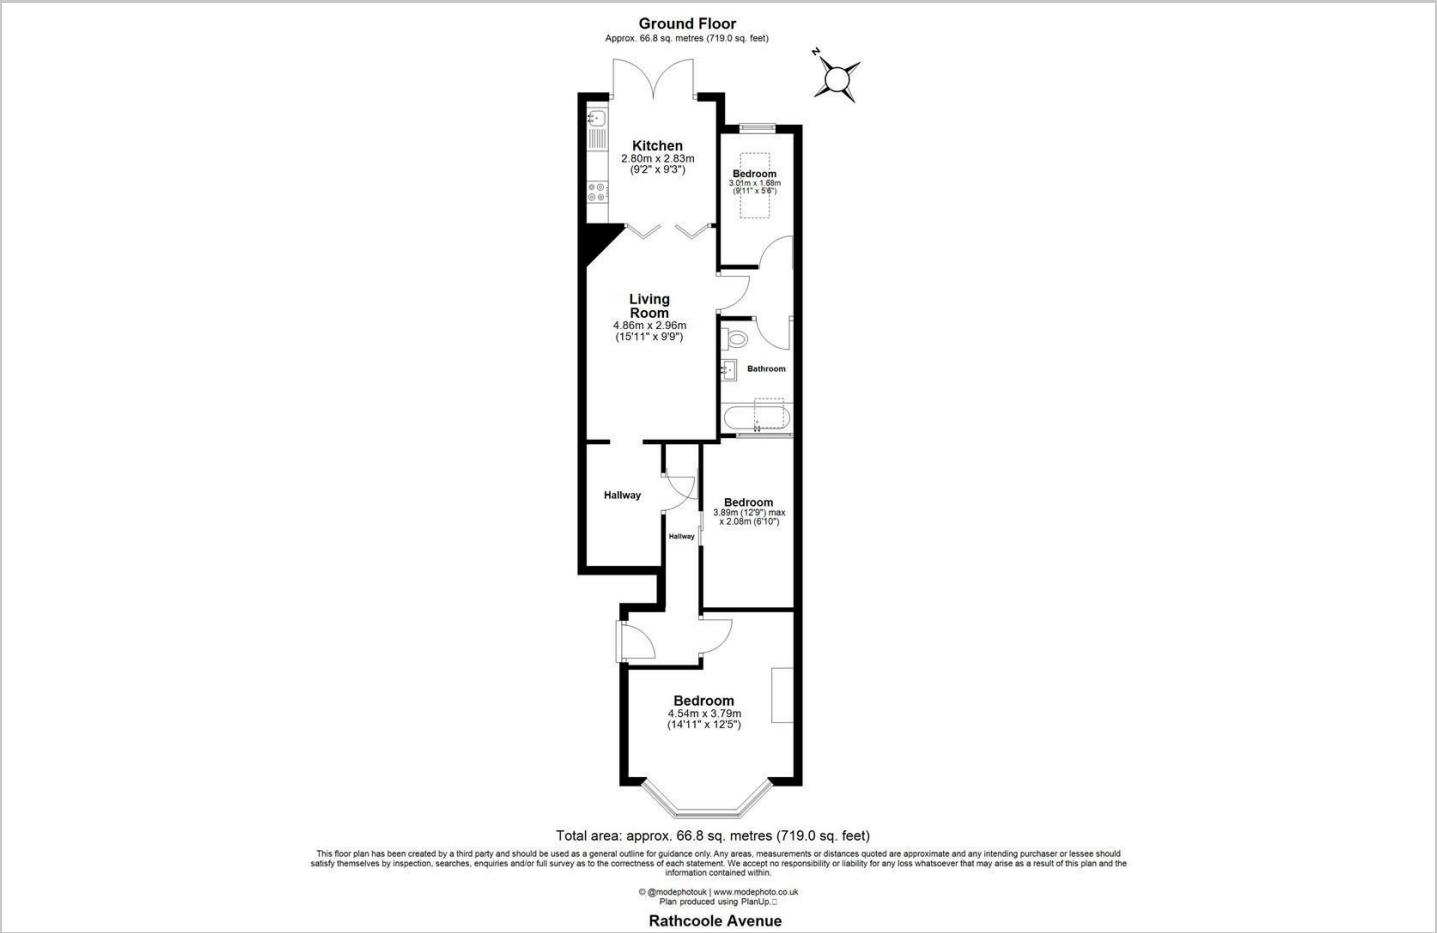 Ground Floor
Approx. 66.8 sq. metres (719.0 sq. feet)
N
Kitchen
2.80m x 2.83m
(9'2" x 9'3")
Bedroom
3.01m x 1.68m
(9'11" x 5'6")
Living
Room
4.86m x 2.96m
(15'11" x 9'9")
Bathroom
Hallway
Bedroom
3.89m (12'9") max
x 2.08m (6'10")
Hallway
Bedroom
4.54m x 3.79m
(14'11" x 12'5")
Total area: approx. 66.8 sq. metres (719.0 sq. feet)
This floor plan has been created by a third party and should be used as a general outline for guidance only. Any areas, measurements or distances quoted are approximate and any intending purchaser or lessee should
satisfy themselves by inspection, searches, enquiries and/or full survey as to the correctness of each statement. We accept no responsibility or liability for any loss whatsoever that may arise as a result of this plan and the
information contained within.
© @modephotouk | www.modephoto.co.uk
Plan produced using PlanUp.▯
Rathcoole Avenue